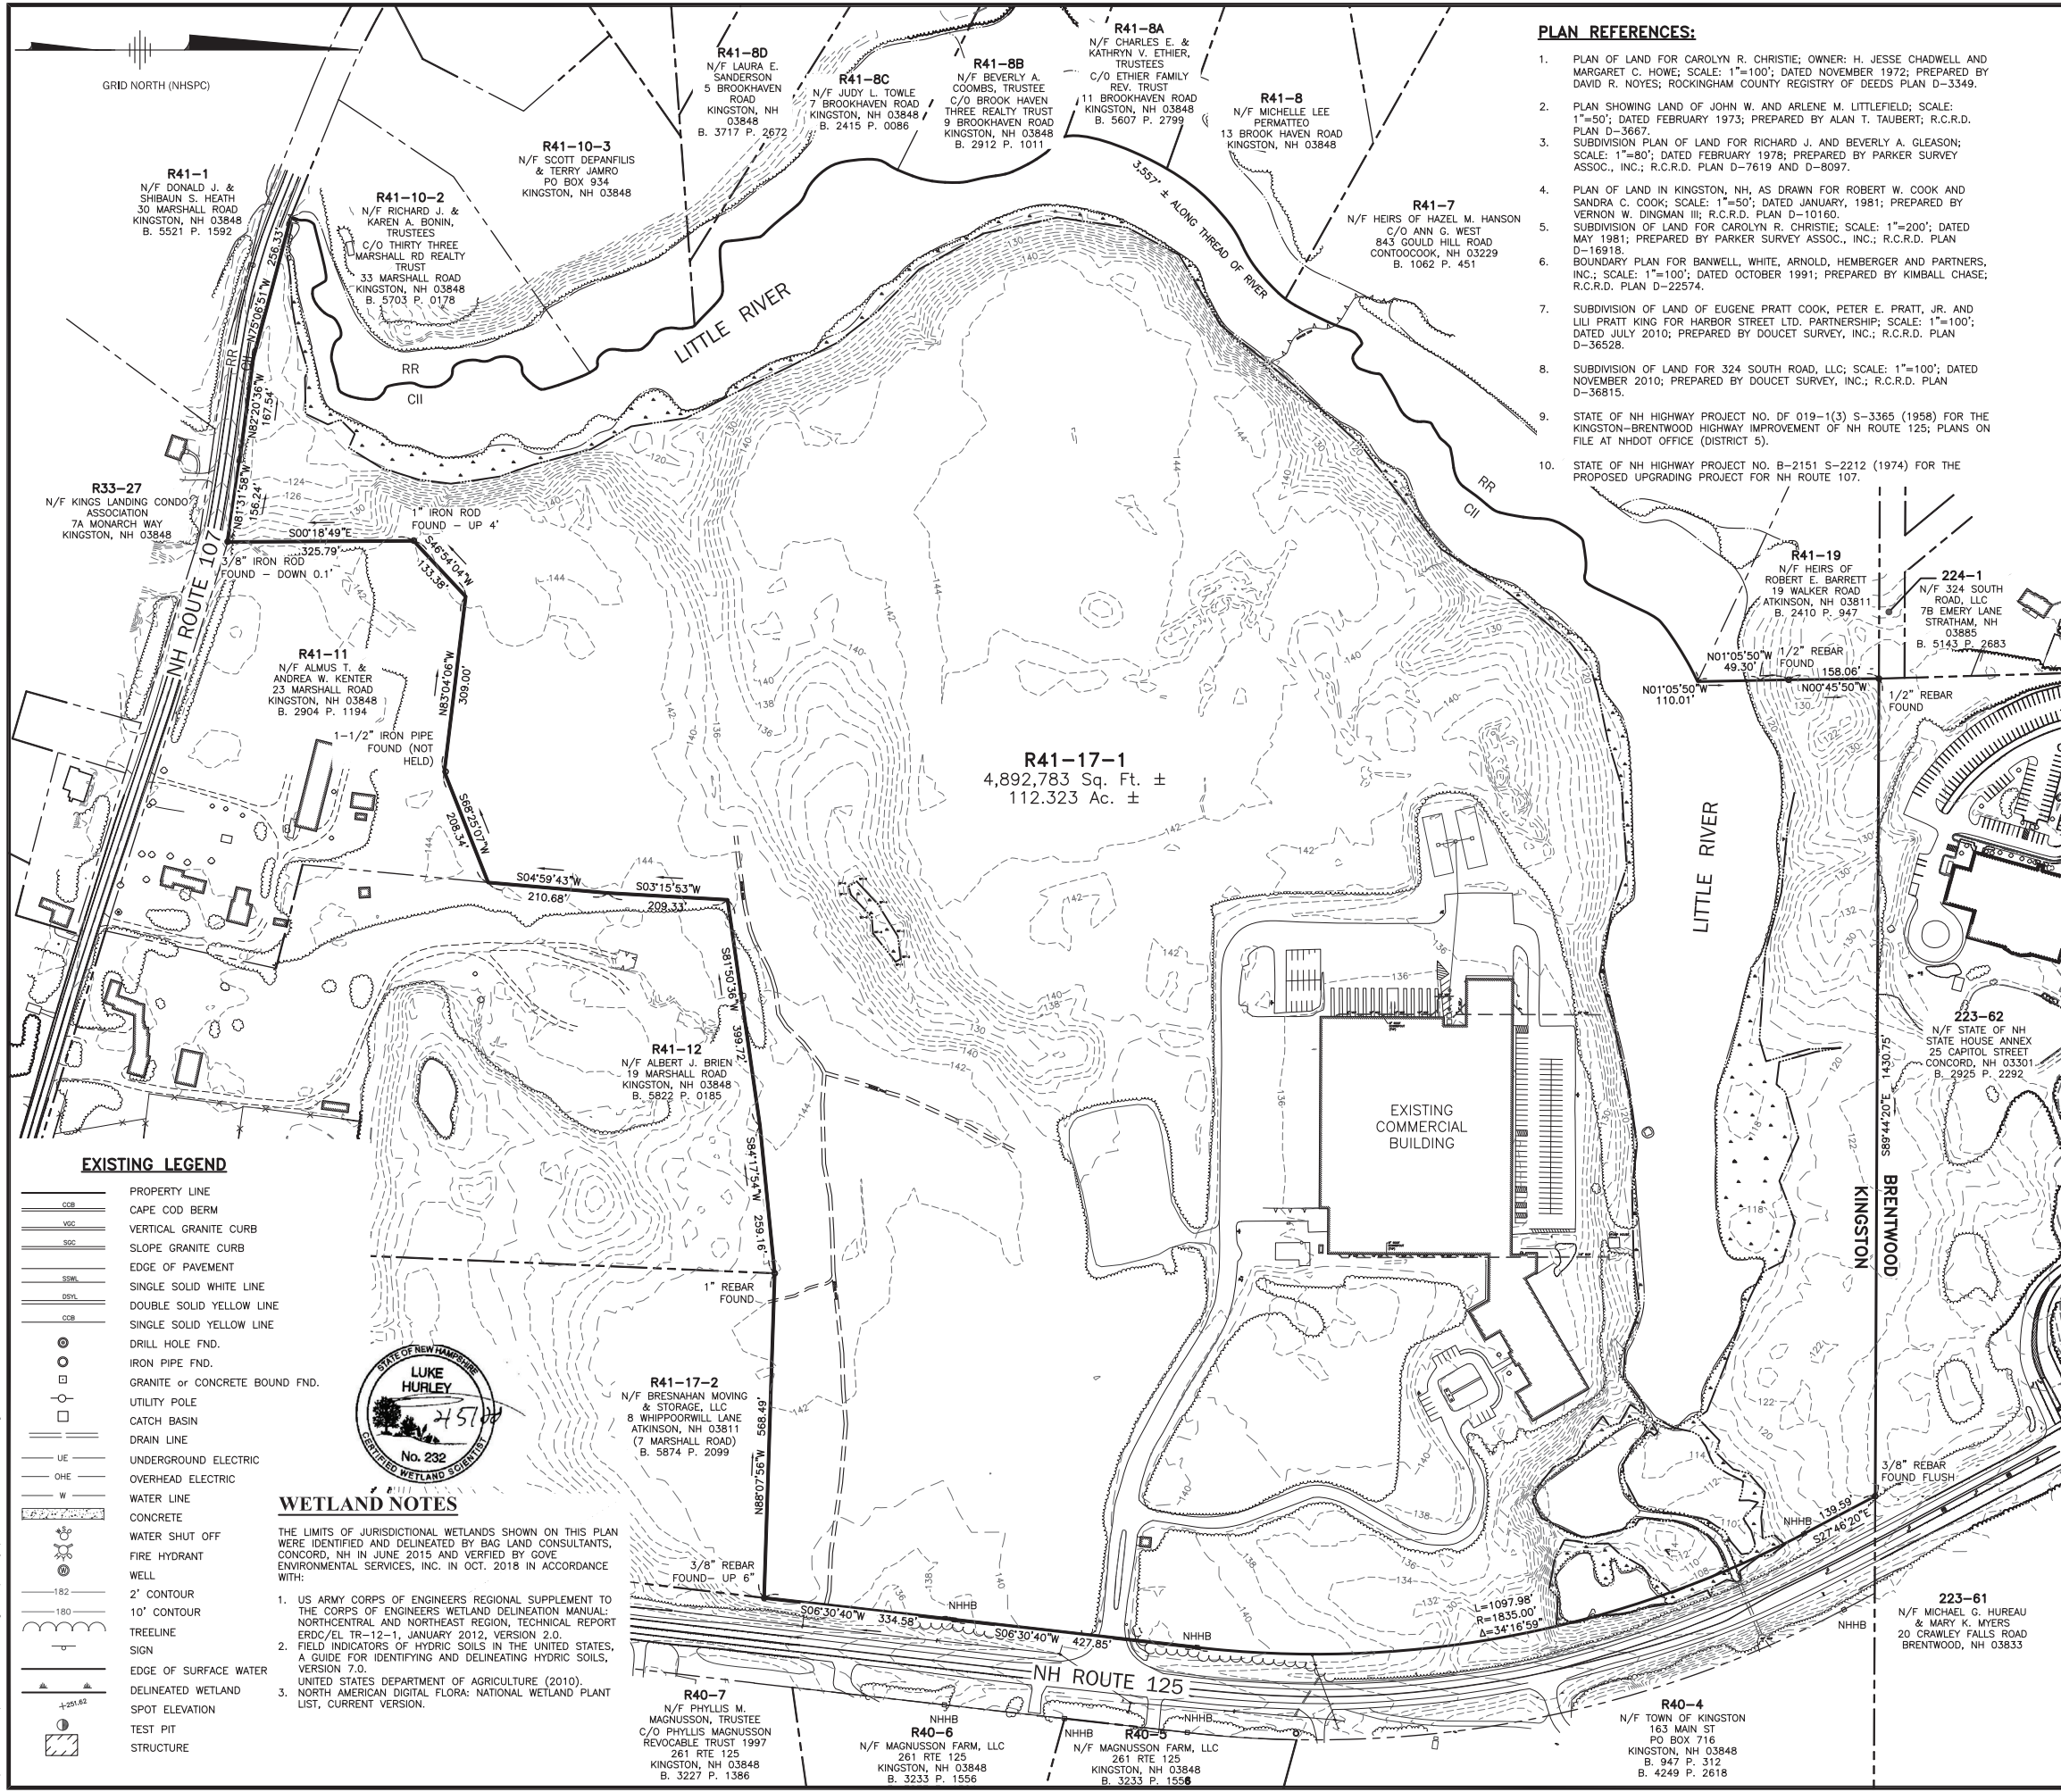 GRID NORTH (NHSPC)
R41-1
N/F DONALD J. &
SHIBAUN S. HEATH
30 MARSHALL ROAD
KINGSTON, NH 03848
B. 5521 P. 1592
R41-10-2
N/F RICHARD J. &
KAREN A. BONIN,
TRUSTEES
C/O THIRTY THREE
MARSHALL RD REALTY
TRUST
33 MARSHALL ROAD
KINGSTON, NH 03848
B. 5703 P. 0178
R41-10-3
N/F SCOTT DEPANFILIS
& TERRY JAMRO
PO BOX 934
KINGSTON, NH 03848
R41-8D
N/F LAURA E.
SANDERSON
5 BROOKHAVEN
ROAD
KINGSTON, NH
03848
B. 3717 P. 2672
R41-8C
N/F JUDY L. TOWLE
7 BROOKHAVEN ROAD
KINGSTON, NH 03848
B. 2415 P. 0086
R41-8B
N/F BEVERLY A.
COOMBS, TRUSTEE
C/O BROOK HAVEN
THREE REALTY TRUST
9 BROOKHAVEN ROAD
KINGSTON, NH 03848
B. 2912 P. 1011
R41-8A
N/F CHARLES E. &
KATHRYN V. ETHIER,
TRUSTEES
C/O ETHIER FAMILY
REV. TRUST
11 BROOKHAVEN ROAD
KINGSTON, NH 03848
B. 5607 P. 2799
R41-8
N/F MICHELLE LEE
PERMATTEO
13 BROOK HAVEN ROAD
KINGSTON, NH 03848
R41-7
N/F HEIRS OF HAZEL M. HANSON
C/O ANN G. WEST
843 GOULD HILL ROAD
CONTOOCOOK, NH 03229
B. 1062 P. 451
PLAN REFERENCES:
1. PLAN OF LAND FOR CAROLYN R. CHRISTIE; OWNER: H. JESSE CHADWELL AND
MARGARET C. HOWE; SCALE: 1"=100'; DATED NOVEMBER 1972; PREPARED BY
DAVID R. NOYES; ROCKINGHAM COUNTY REGISTRY OF DEEDS PLAN D-3349.
2. PLAN SHOWING LAND OF JOHN W. AND ARLENE M. LITTLEFIELD; SCALE:
1"=50'; DATED FEBRUARY 1973; PREPARED BY ALAN T. TAUBERT; R.C.R.D.
PLAN D-3667.
3. SUBDIVISION PLAN OF LAND FOR RICHARD J. AND BEVERLY A. GLEASON;
SCALE: 1"=80'; DATED FEBRUARY 1978; PREPARED BY PARKER SURVEY
ASSOC., INC.; R.C.R.D. PLAN D-7619 AND D-8097.
4. PLAN OF LAND IN KINGSTON, NH, AS DRAWN FOR ROBERT W. COOK AND
SANDRA C. COOK; SCALE: 1"=50'; DATED JANUARY, 1981; PREPARED BY
VERNON W. DINGMAN III; R.C.R.D. PLAN D-10160.
5. SUBDIVISION OF LAND FOR CAROLYN R. CHRISTIE; SCALE: 1"=200'; DATED
MAY 1981; PREPARED BY PARKER SURVEY ASSOC., INC.; R.C.R.D. PLAN
D-16918.
6. BOUNDARY PLAN FOR BANWELL, WHITE, ARNOLD, HEMBERGER AND PARTNERS,
INC.; SCALE: 1"=100'; DATED OCTOBER 1991; PREPARED BY KIMBALL CHASE;
R.C.R.D. PLAN D-22574.
7. SUBDIVISION OF LAND OF EUGENE PRATT COOK, PETER E. PRATT, JR. AND
LILI PRATT KING FOR HARBOR STREET LTD. PARTNERSHIP; SCALE: 1"=100';
DATED JULY 2010; PREPARED BY DOUCET SURVEY, INC.; R.C.R.D. PLAN
D-36528.
8. SUBDIVISION OF LAND FOR 324 SOUTH ROAD, LLC; SCALE: 1"=100'; DATED
NOVEMBER 2010; PREPARED BY DOUCET SURVEY, INC.; R.C.R.D. PLAN
D-36815.
9. STATE OF NH HIGHWAY PROJECT NO. DF 019-1(3) S-3365 (1958) FOR THE
KINGSTON-BRENTWOOD HIGHWAY IMPROVEMENT OF NH ROUTE 125; PLANS ON
FILE AT NHDOT OFFICE (DISTRICT 5).
10. STATE OF NH HIGHWAY PROJECT NO. B-2151 S-2212 (1974) FOR THE
PROPOSED UPGRADING PROJECT FOR NH ROUTE 107.
3,557' ± ALONG THREAD OF RIVER
LITTLE RIVER
RR
CII
RR
CII
N75°06'51"W 256.33'
RR
CII
N82°20'36"W
167.54'
N81°31'58"W
156.24'
R33-27
N/F KINGS LANDING CONDO
ASSOCIATION
7A MONARCH WAY
KINGSTON, NH 03848
NH ROUTE 107
S00°18'49"E
325.79'
3/8" IRON ROD
FOUND - DOWN 0.1'
1" IRON ROD
FOUND - UP 4'
S46°54'04"W
133.38'
N83°04'06"W
309.00'
R41-11
N/F ALMUS T. &
ANDREA W. KENTER
23 MARSHALL ROAD
KINGSTON, NH 03848
B. 2904 P. 1194
1-1/2" IRON PIPE
FOUND (NOT
HELD)
S68°25'07"W
208.34'
S04°59'43"W
210.68'
S03°15'53"W
209.33'
S81°50'36"W 399.72'
R41-12
N/F ALBERT J. BRIEN
19 MARSHALL ROAD
KINGSTON, NH 03848
B. 5822 P. 0185
S84°17'54"W 259.16'
1" REBAR
FOUND
R41-17-1
4,892,783 Sq. Ft. ±
112.323 Ac. ±
R41-19
N/F HEIRS OF
ROBERT E. BARRETT
19 WALKER ROAD
ATKINSON, NH 03811
B. 2410 P. 947
224-1
N/F 324 SOUTH
ROAD, LLC
7B EMERY LANE
STRATHAM, NH
03885
B. 5143 P. 2683
N01°05'50"W
49.30'
1/2" REBAR
FOUND
158.06'
N00°45'50"W
N01°05'50"W
110.01'
1/2" REBAR
FOUND
LITTLE RIVER
223-62
N/F STATE OF NH
STATE HOUSE ANNEX
25 CAPITOL STREET
CONCORD, NH 03301
B. 2925 P. 2292
S89°44'20"E 1430.75'
BRENTWOOD
KINGSTON
EXISTING
COMMERCIAL
BUILDING
EXISTING LEGEND
PROPERTY LINE
CCB CAPE COD BERM
VGC VERTICAL GRANITE CURB
SGC SLOPE GRANITE CURB
EDGE OF PAVEMENT
SSWL SINGLE SOLID WHITE LINE
DSYL DOUBLE SOLID YELLOW LINE
CCB SINGLE SOLID YELLOW LINE
DRILL HOLE FND.
IRON PIPE FND.
GRANITE or CONCRETE BOUND FND.
UTILITY POLE
CATCH BASIN
DRAIN LINE
UE UNDERGROUND ELECTRIC
OHE OVERHEAD ELECTRIC
W WATER LINE
CONCRETE
WATER SHUT OFF
FIRE HYDRANT
W WELL
182 2' CONTOUR
180 10' CONTOUR
TREELINE
SIGN
EDGE OF SURFACE WATER
DELINEATED WETLAND
+251.62 SPOT ELEVATION
TEST PIT
STRUCTURE
STATE OF NEW HAMPSHIRE
LUKE
HURLEY
No. 232
CERTIFIED WETLAND SCIENTIST
WETLAND NOTES
THE LIMITS OF JURISDICTIONAL WETLANDS SHOWN ON THIS PLAN
WERE IDENTIFIED AND DELINEATED BY BAG LAND CONSULTANTS,
CONCORD, NH IN JUNE 2015 AND VERFIED BY GOVE
ENVIRONMENTAL SERVICES, INC. IN OCT. 2018 IN ACCORDANCE
WITH:
1. US ARMY CORPS OF ENGINEERS REGIONAL SUPPLEMENT TO
THE CORPS OF ENGINEERS WETLAND DELINEATION MANUAL:
NORTHCENTRAL AND NORTHEAST REGION, TECHNICAL REPORT
ERDC/EL TR-12-1, JANUARY 2012, VERSION 2.0.
2. FIELD INDICATORS OF HYDRIC SOILS IN THE UNITED STATES,
A GUIDE FOR IDENTIFYING AND DELINEATING HYDRIC SOILS,
VERSION 7.0.
UNITED STATES DEPARTMENT OF AGRICULTURE (2010).
3. NORTH AMERICAN DIGITAL FLORA: NATIONAL WETLAND PLANT
LIST, CURRENT VERSION.
R41-17-2
N/F BRESNAHAN MOVING
& STORAGE, LLC
8 WHIPPOORWILL LANE
ATKINSON, NH 03811
(7 MARSHALL ROAD)
B. 5874 P. 2099
N88°07'56"W 568.49'
3/8" REBAR
FOUND- UP 6"
S06°30'40"W 334.58'
NHHB
S06°30'40"W 427.85'
NHHB
NH ROUTE 125
L=1097.98'
R=1835.00'
Δ=34°16'59"
NHHB
139.59'
S27°46'20"E
3/8" REBAR
FOUND FLUSH
NHHB
223-61
N/F MICHAEL G. HUREAU
& MARY K. MYERS
20 CRAWLEY FALLS ROAD
BRENTWOOD, NH 03833
R40-7
N/F PHYLLIS M.
MAGNUSSON, TRUSTEE
C/O PHYLLIS MAGNUSSON
REVOCABLE TRUST 1997
261 RTE 125
KINGSTON, NH 03848
B. 3227 P. 1386
NHHB
R40-6
N/F MAGNUSSON FARM, LLC
261 RTE 125
KINGSTON, NH 03848
B. 3233 P. 1556
NHHB
NHHB
R40-5
N/F MAGNUSSON FARM, LLC
261 RTE 125
KINGSTON, NH 03848
B. 3233 P. 1556
R40-4
N/F TOWN OF KINGSTON
163 MAIN ST
PO BOX 716
KINGSTON, NH 03848
B. 947 P. 312
B. 4249 P. 2618